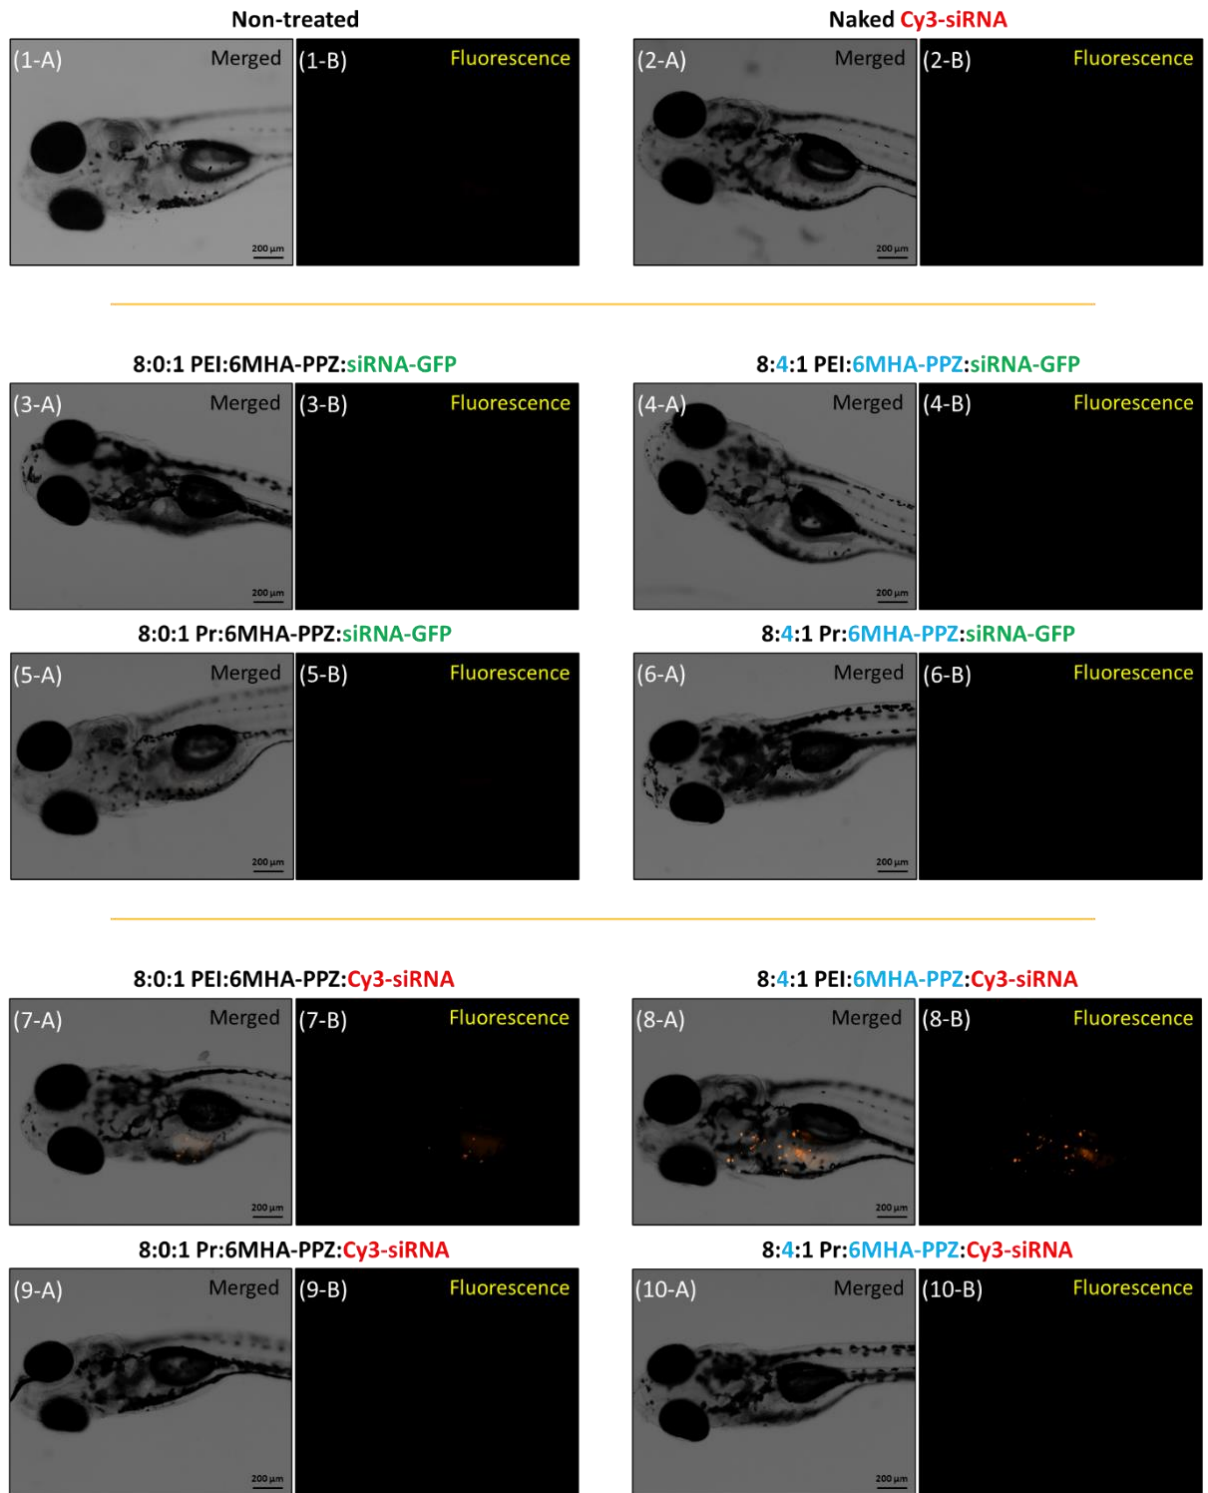 Non-treated
Naked Cy3-siRNA
(1-A) Merged (1-B) Fluorescence
(2-A) Merged (2-B) Fluorescence
200 µm
200 µm
8:0:1 PEI:6MHA-PPZ:siRNA-GFP
8:4:1 PEI:6MHA-PPZ:siRNA-GFP
(3-A) Merged (3-B) Fluorescence
(4-A) Merged (4-B) Fluorescence
200 µm
200 µm
8:0:1 Pr:6MHA-PPZ:siRNA-GFP
8:4:1 Pr:6MHA-PPZ:siRNA-GFP
(5-A) Merged (5-B) Fluorescence
(6-A) Merged (6-B) Fluorescence
200 µm
200 µm
8:0:1 PEI:6MHA-PPZ:Cy3-siRNA
8:4:1 PEI:6MHA-PPZ:Cy3-siRNA
(7-A) Merged (7-B) Fluorescence
(8-A) Merged (8-B) Fluorescence
200 µm
200 µm
8:0:1 Pr:6MHA-PPZ:Cy3-siRNA
8:4:1 Pr:6MHA-PPZ:Cy3-siRNA
(9-A) Merged (9-B) Fluorescence
(10-A) Merged (10-B) Fluorescence
200 µm
200 µm